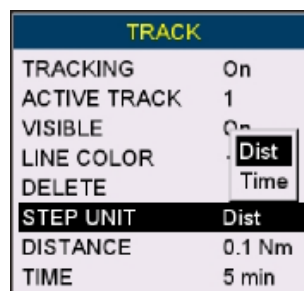 TRACK
TRACKING On
ACTIVE TRACK 1
VISIBLE On
LINE COLOR
Dist
DELETE
Time
STEP UNIT Dist
DISTANCE 0.1 Nm
TIME 5 min